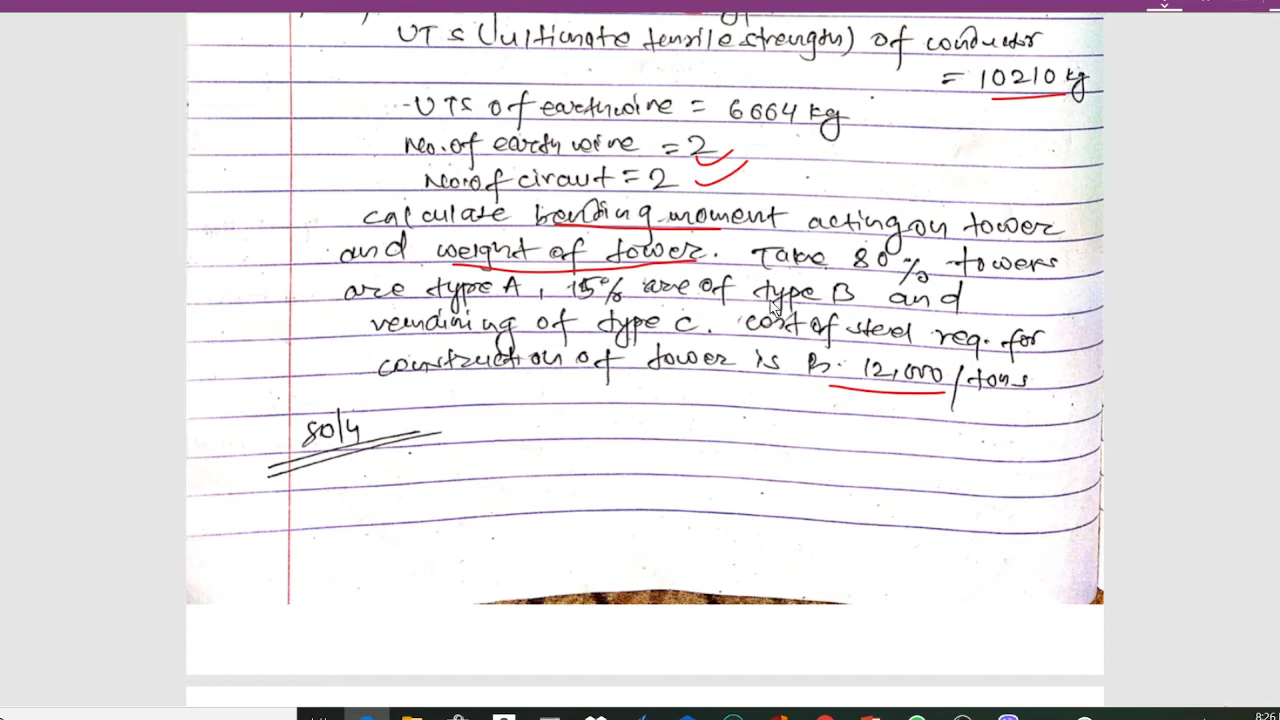 UTS (ultimate tensile strength) of conductor
= 10210 kg
- UTS of earthwire = 6664 kg
No. of earth wire = 2
No. of circuit = 2
calculate bending moment acting on tower
and weight of tower. Take 80% towers
are type A, 15% are of type B and
remaining of type C. cost of steel req. for
construction of tower is Rs. 12,000/tons
soln
8:26